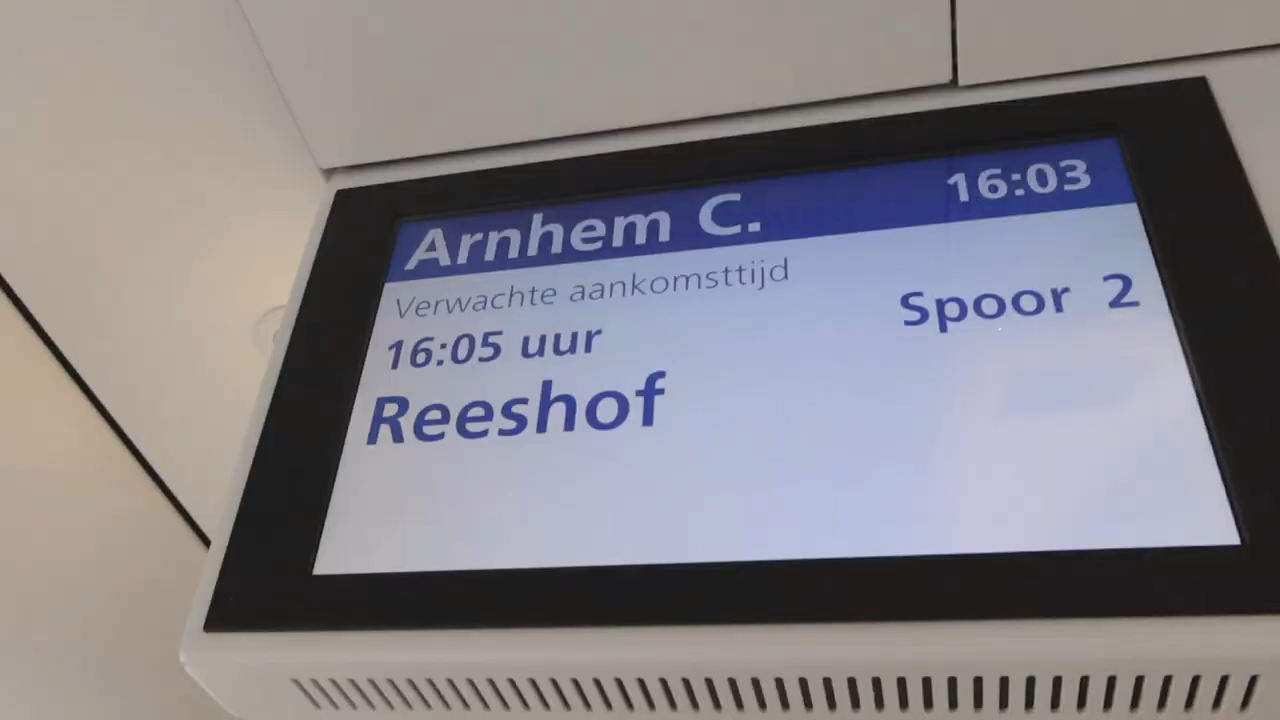 Arnhem C. 16:03
Verwachte aankomsttijd
16:05 uur Spoor 2
Reeshof